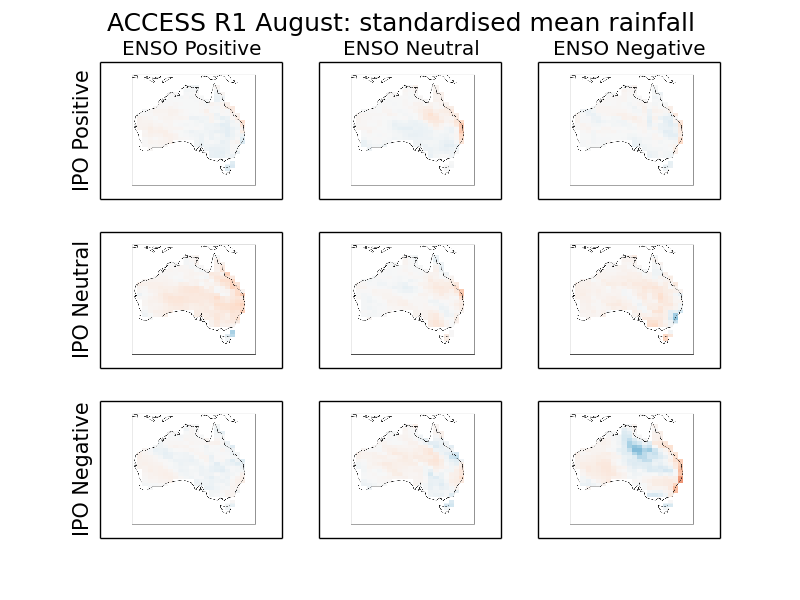 ACCESS R1 August: standardised mean rainfall
ENSO Positive
ENSO Neutral
ENSO Negative
IPO Positive
IPO Neutral
IPO Negative